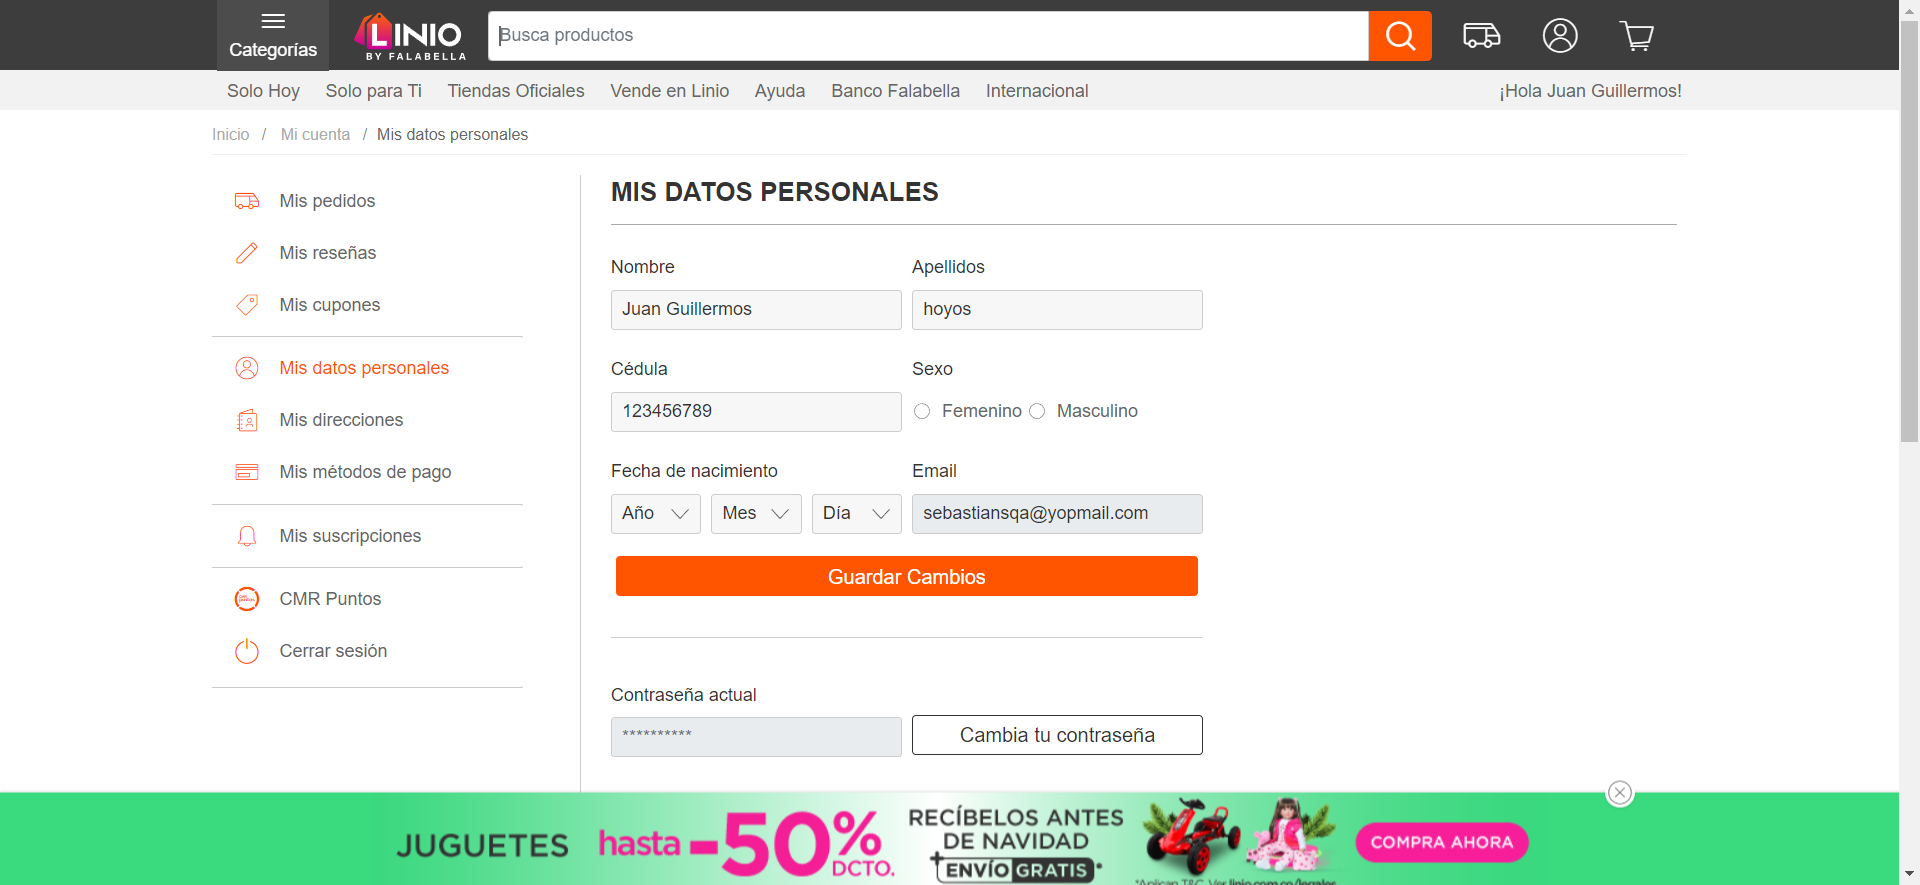 Categorías
LINIO
BY FALABELLA
Busca productos
Solo Hoy Solo para Ti Tiendas Oficiales Vende en Linio Ayuda Banco Falabella Internacional ¡Hola Juan Guillermos!
Inicio / Mi cuenta / Mis datos personales
Mis pedidos
Mis reseñas
Mis cupones
Mis datos personales
Mis direcciones
Mis métodos de pago
Mis suscripciones
CMR Puntos
Cerrar sesión
MIS DATOS PERSONALES
Nombre Apellidos
Juan Guillermos hoyos
Cédula Sexo
123456789 Femenino Masculino
Fecha de nacimiento Email
Año Mes Día sebastiansqa@yopmail.com
Guardar Cambios
Contraseña actual
********** Cambia tu contraseña
JUGUETES hasta -50% DCTO.
RECÍBELOS ANTES
DE NAVIDAD
+ENVÍO GRATIS*
COMPRA AHORA
*Aplican T&C. Ver linio.com.co/legales